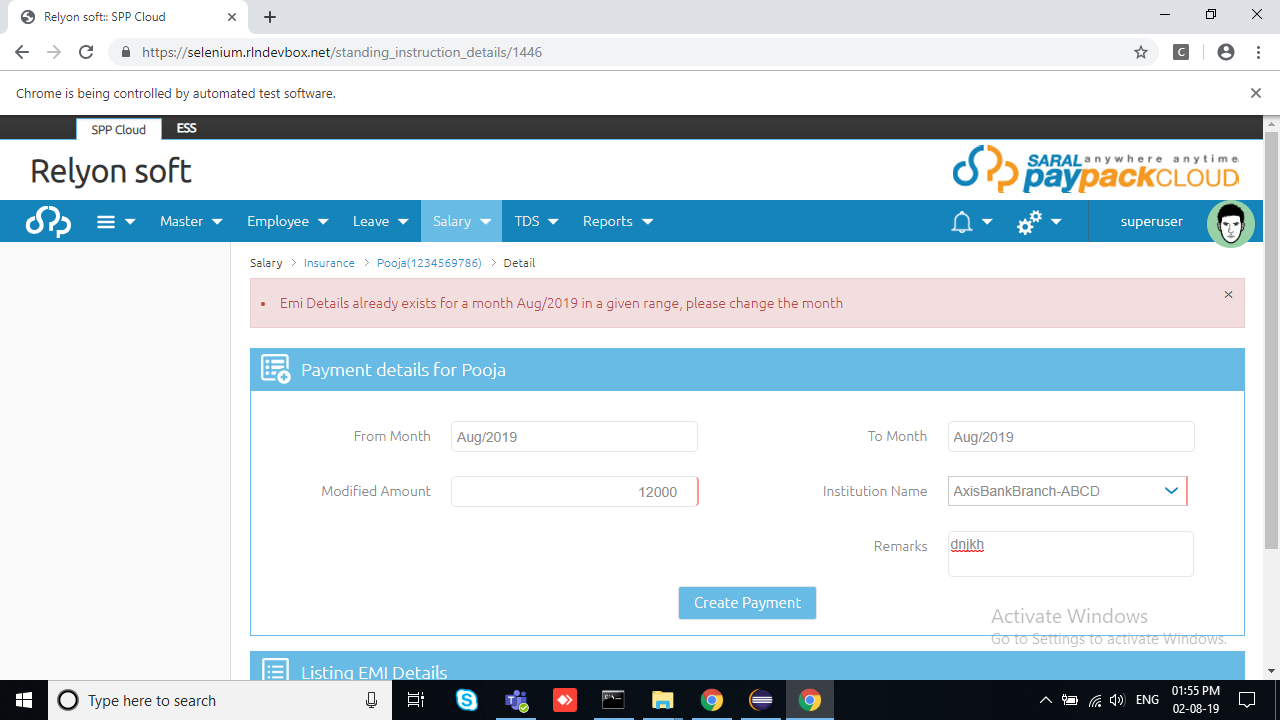 Relyon soft:: SPP Cloud
https://selenium.rlndevbox.net/standing_instruction_details/1446
C
Chrome is being controlled by automated test software.
SPP Cloud ESS
Relyon soft
SARAL anywhere anytime
paypackCLOUD
Master Employee Leave Salary TDS Reports superuser
Salary > Insurance > Pooja(1234569786) > Detail
Emi Details already exists for a month Aug/2019 in a given range, please change the month
Payment details for Pooja
From Month Aug/2019 To Month Aug/2019
Modified Amount 12000 Institution Name AxisBankBranch-ABCD
Remarks dnjkh
Create Payment
Activate Windows
Go to Settings to activate Windows.
Listing EMI Details
Type here to search
ENG
01:55 PM
02-08-19